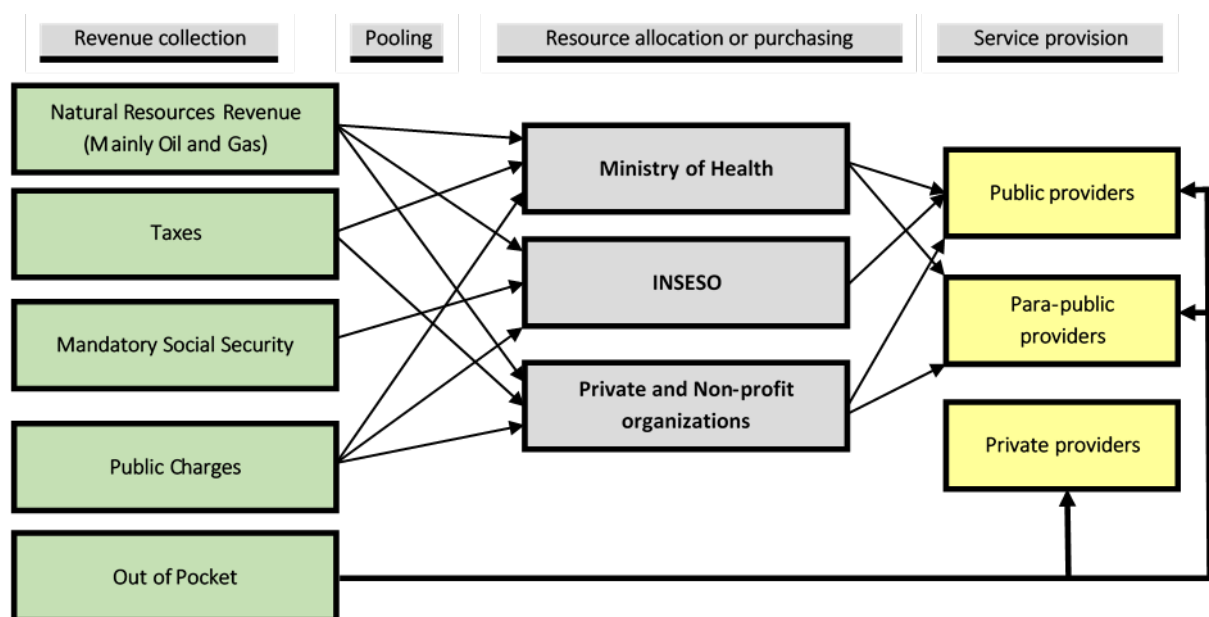 Revenue collection
Pooling
Resource allocation or purchasing
Service provision
Natural Resources Revenue
(Mainly Oil and Gas)
Taxes
Mandatory Social Security
Public Charges
Out of Pocket
Ministry of Health
INSESO
Private and Non-profit
organizations
Public providers
Para-public
providers
Private providers